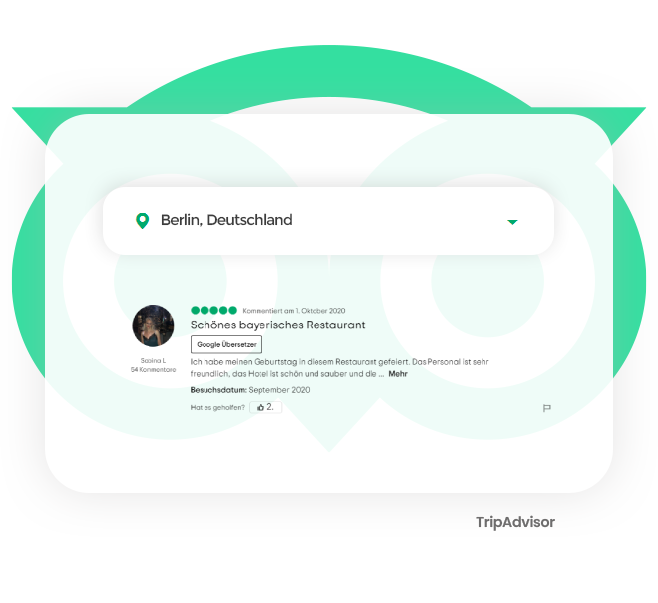 Berlin, Deutschland
Kommentiert am 1. Oktober 2020
Schönes bayerisches Restaurant
Google Übersetzer
Sabina L
54 Kommentare
Ich habe meinen Geburtstag in diesem Restaurant gefeiert. Das Personal ist sehr
freundlich, das Hotel ist schön und sauber und die ... Mehr
Besuchsdatum: September 2020
Hat es geholfen? 2.
TripAdvisor